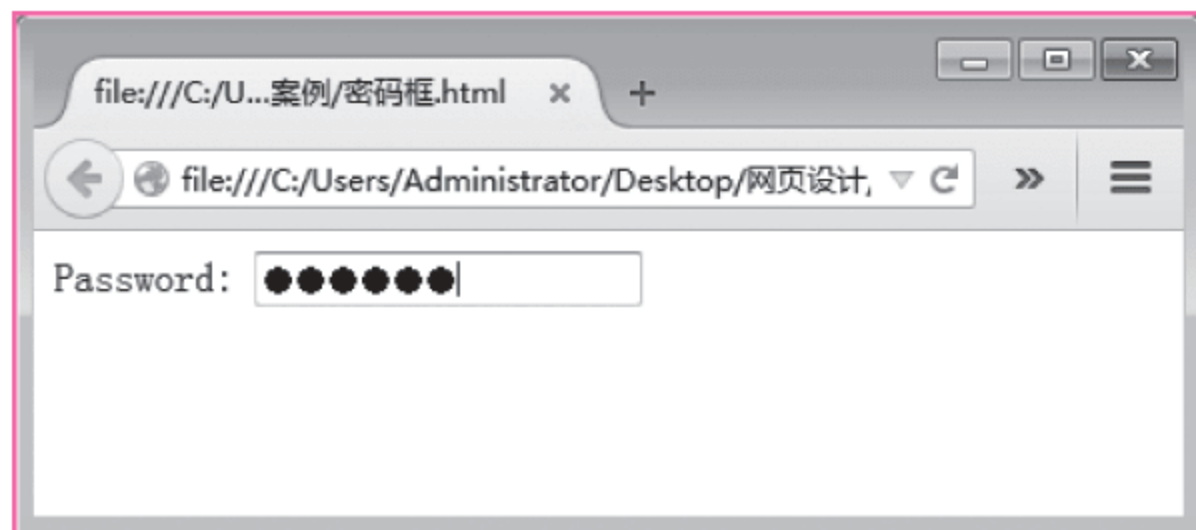 file:///C:/U...案例/密码框.html
file:///C:/Users/Administrator/Desktop/网页设计
Password: ●●●●●●